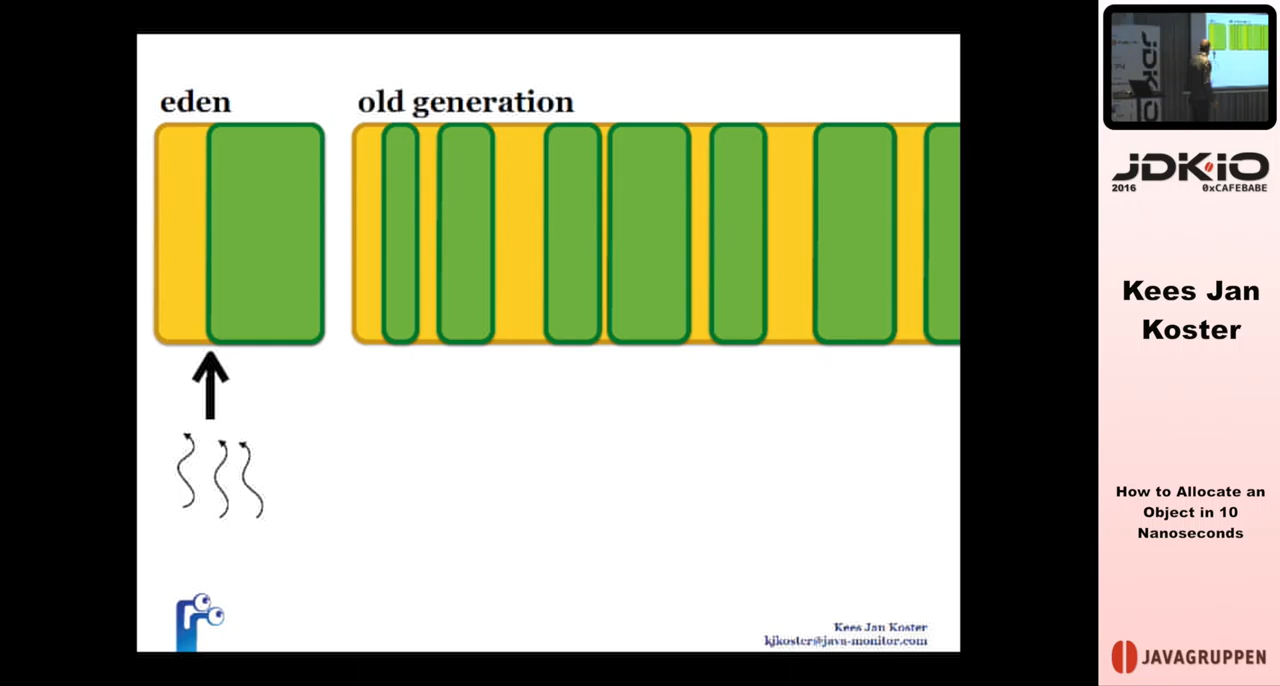 eden
old generation
Kees Jan Koster
kjkoster@java-monitor.com
JDK.IO
2016
0xCAFEBABE
Kees Jan
Koster
How to Allocate an
Object in 10
Nanoseconds
JAVAGRUPPEN